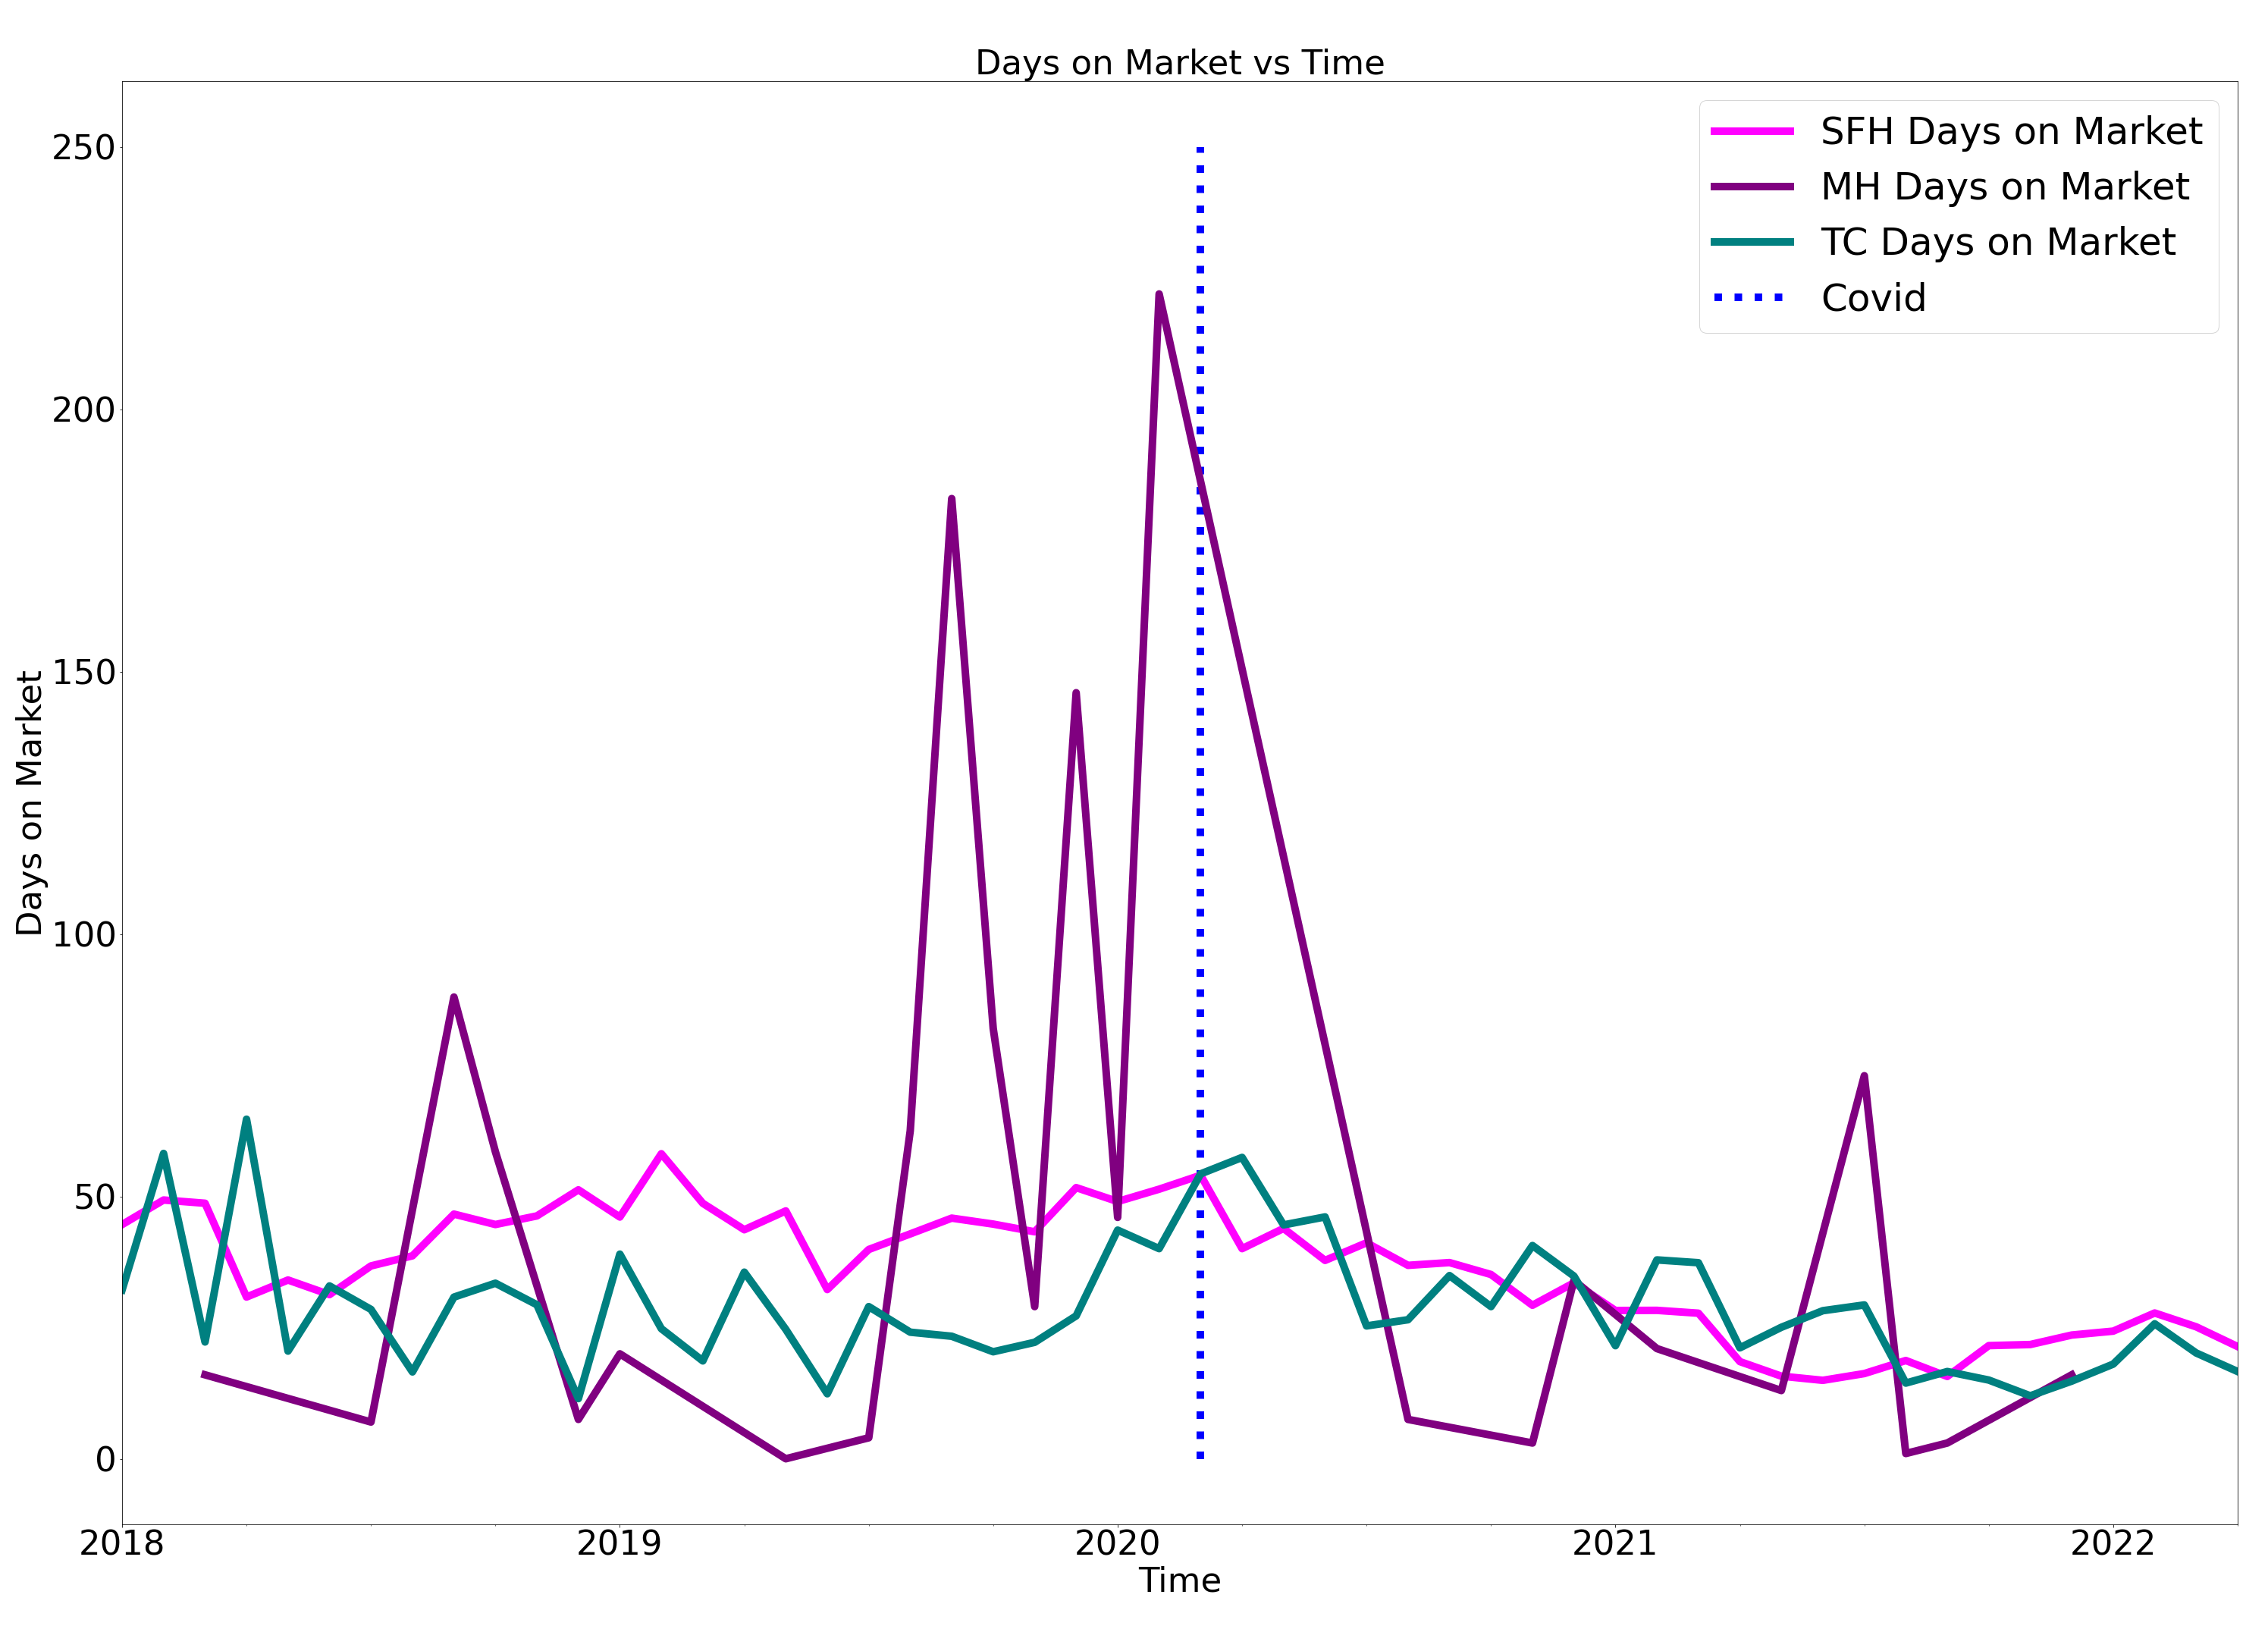 Days on Market vs Time
SFH Days on Market
MH Days on Market
TC Days on Market
Covid
Days on Market
250
200
150
100
50
0
2018 2019 2020 2021 2022
Time